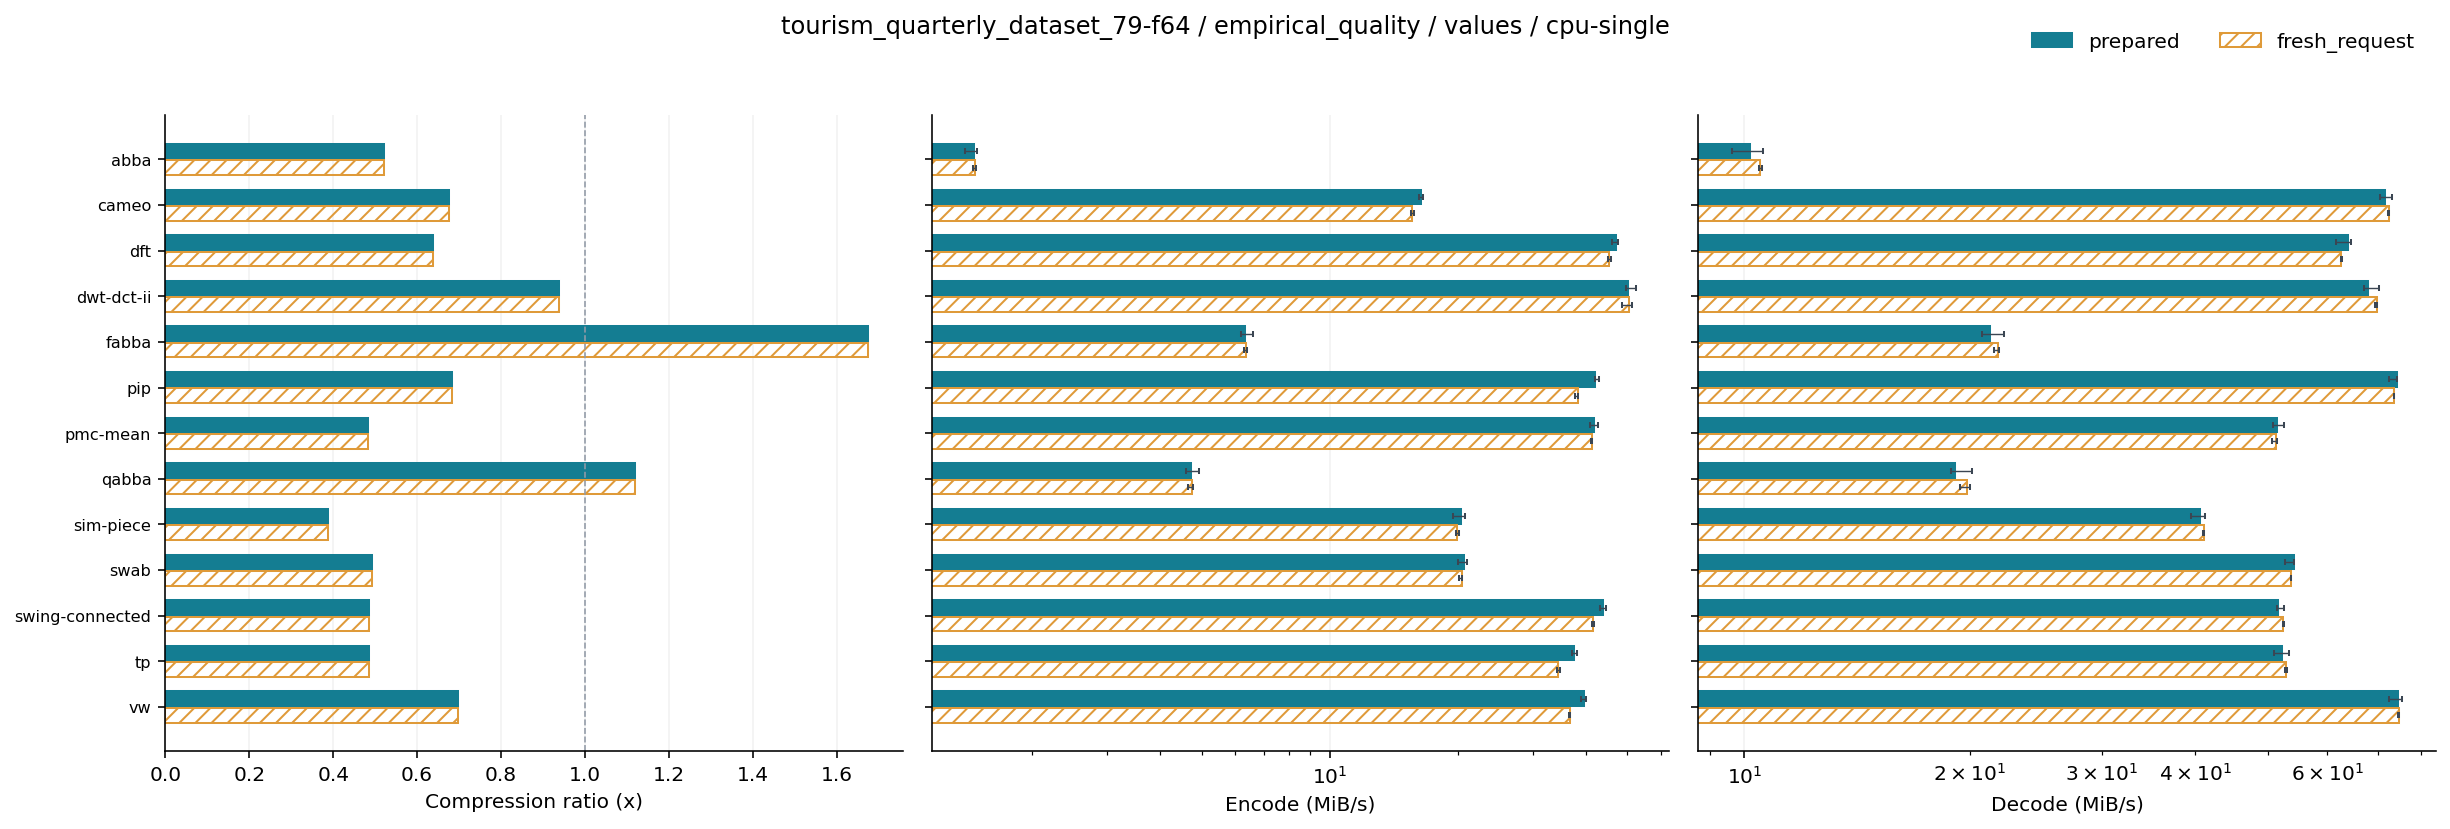 tourism_quarterly_dataset_79-f64 / empirical_quality / values / cpu-single
prepared
fresh_request
abba
cameo
dft
dwt-dct-ii
fabba
pip
pmc-mean
qabba
sim-piece
swab
swing-connected
tp
vw
0.0 0.2 0.4 0.6 0.8 1.0 1.2 1.4 1.6
Compression ratio (x)
10¹
Encode (MiB/s)
10¹ 2 × 10¹ 3 × 10¹ 4 × 10¹ 6 × 10¹
Decode (MiB/s)